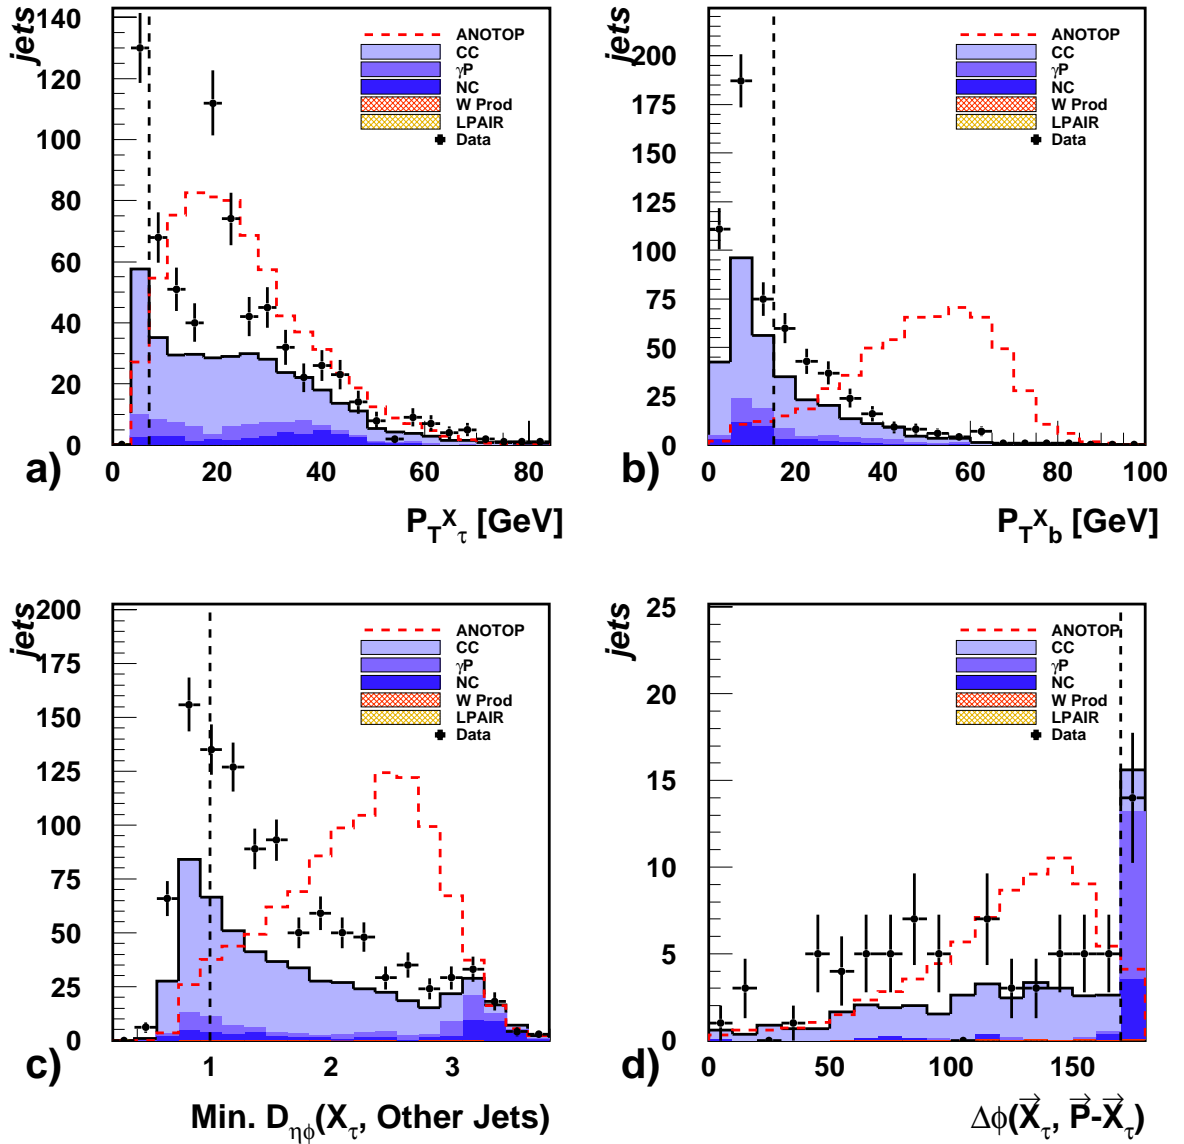 jets
140
120
100
80
60
40
20
0
ANOTOP
CC
γP
NC
W Prod
LPAIR
Data
0 20 40 60 80
a)
P_T^X_τ [GeV]
jets
200
175
150
125
100
75
50
25
0
ANOTOP
CC
γP
NC
W Prod
LPAIR
Data
0 20 40 60 80 100
b)
P_T^X_b [GeV]
jets
200
175
150
125
100
75
50
25
0
ANOTOP
CC
γP
NC
W Prod
LPAIR
Data
1 2 3
c)
Min. D_ηϕ(X_τ, Other Jets)
jets
25
20
15
10
5
0
ANOTOP
CC
γP
NC
W Prod
LPAIR
Data
0 50 100 150
d)
Δϕ(X⃗_τ, P⃗-X⃗_τ)